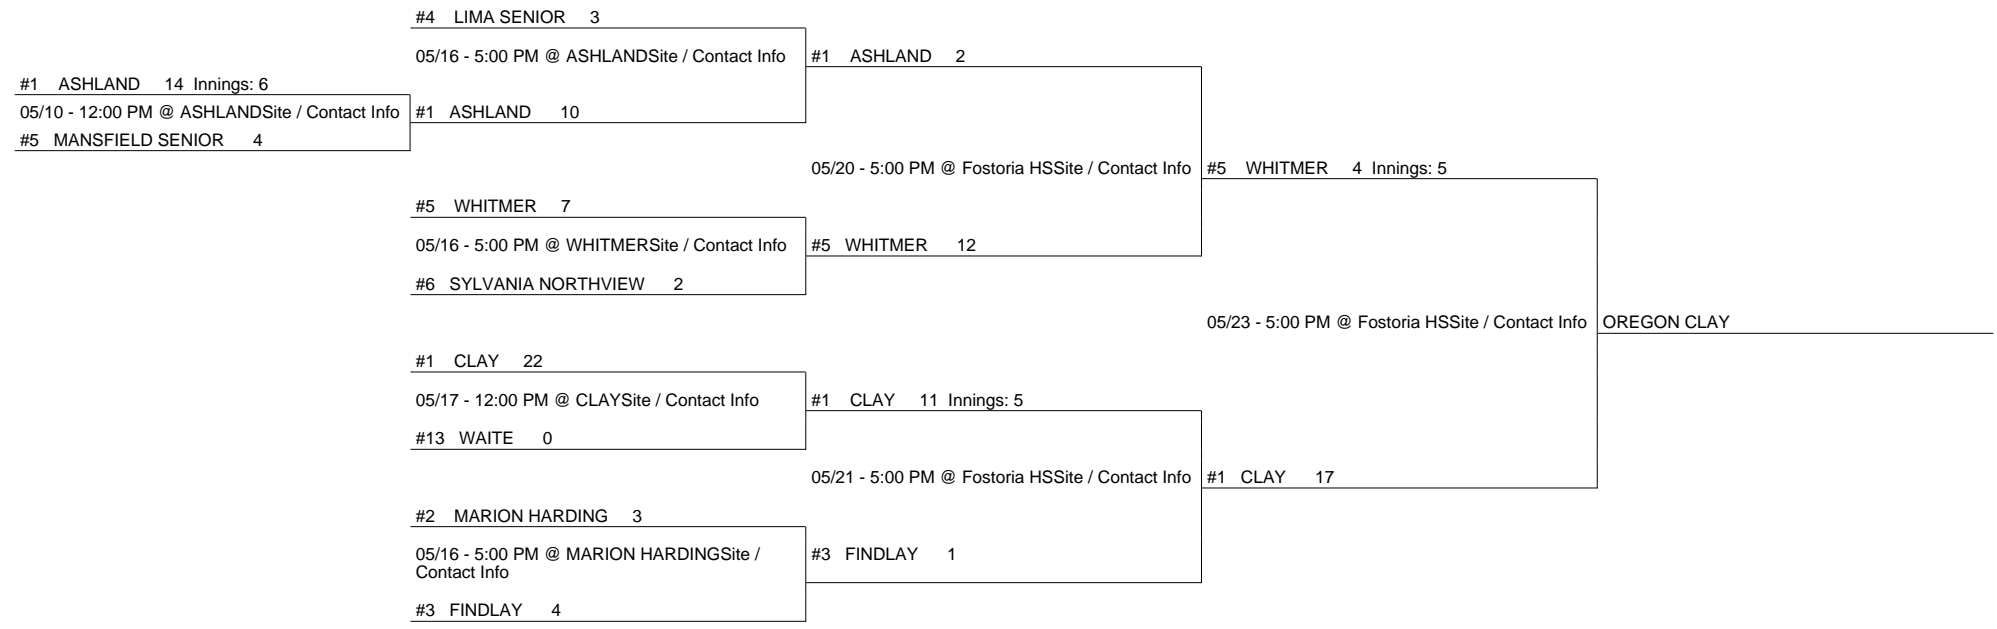 #4 LIMA SENIOR 3
05/16 - 5:00 PM @ ASHLANDSite / Contact Info
#1 ASHLAND 2
#1 ASHLAND 14 Innings: 6
05/10 - 12:00 PM @ ASHLANDSite / Contact Info
#1 ASHLAND 10
#5 MANSFIELD SENIOR 4
05/20 - 5:00 PM @ Fostoria HSSite / Contact Info
#5 WHITMER 4 Innings: 5
#5 WHITMER 7
05/16 - 5:00 PM @ WHITMERSite / Contact Info
#5 WHITMER 12
#6 SYLVANIA NORTHVIEW 2
05/23 - 5:00 PM @ Fostoria HSSite / Contact Info
OREGON CLAY
#1 CLAY 22
05/17 - 12:00 PM @ CLAYSite / Contact Info
#1 CLAY 11 Innings: 5
#13 WAITE 0
05/21 - 5:00 PM @ Fostoria HSSite / Contact Info
#1 CLAY 17
#2 MARION HARDING 3
05/16 - 5:00 PM @ MARION HARDINGSite /
Contact Info
#3 FINDLAY 1
#3 FINDLAY 4